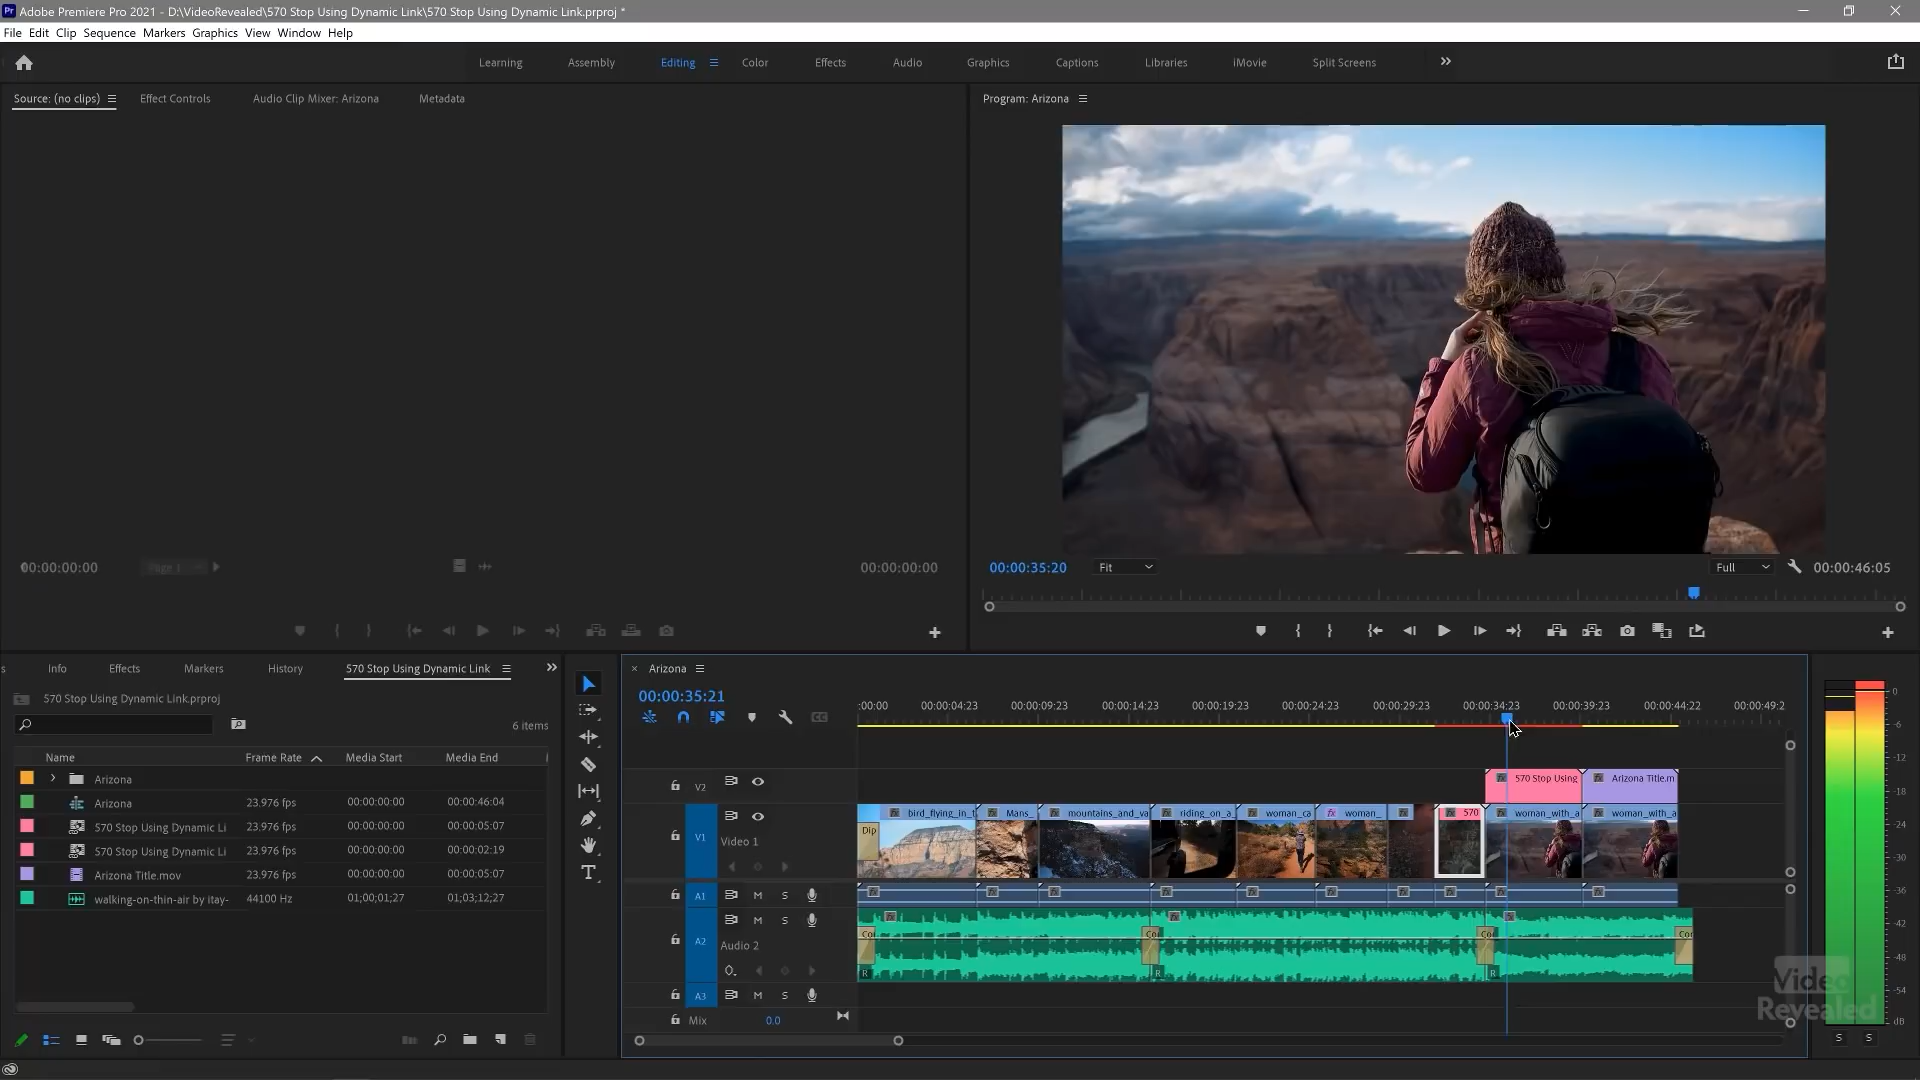 Adobe Premiere Pro 2021 - D:\VideoRevealed\570 Stop Using Dynamic Link\570 Stop Using Dynamic Link.prproj *
File Edit Clip Sequence Markers Graphics View Window Help
Learning Assembly Editing Color Effects Audio Graphics Captions Libraries iMovie Split Screens
Source: (no clips) Effect Controls Audio Clip Mixer: Arizona Metadata
Program: Arizona
00:00:00:00 Page 1 00:00:00:00
00:00:35:20 Fit Full 00:00:46:05
s Info Effects Markers History 570 Stop Using Dynamic Link
570 Stop Using Dynamic Link.prproj
6 items
Name Frame Rate Media Start Media End
Arizona
Arizona 23.976 fps 00:00:00:00 00:00:46:04
570 Stop Using Dynamic Li 23.976 fps 00:00:00:00 00:00:05:07
570 Stop Using Dynamic Li 23.976 fps 00:00:00:00 00:00:02:19
Arizona Title.mov 23.976 fps 00:00:00:00 00:00:05:07
walking-on-thin-air by itay- 44100 Hz 01;00;01;27 01;03;12;27
Arizona
00:00:35:21
:00:00 00:00:04:23 00:00:09:23 00:00:14:23 00:00:19:23 00:00:24:23 00:00:29:23 00:00:34:23 00:00:39:23 00:00:44:22 00:00:49:2
V2 570 Stop Using Arizona Title.m
V1 Video 1 Dip bird_flying_in_t Mans_ mountains_and_va riding_on_a_ woman_ca woman_ 570 woman_with_a woman_with_a
A1 M S
A2 M S
Audio 2
R R R
A3 M S
Mix 0.0
0
-6
-12
-18
-24
-30
-36
-42
-48
-54
dB
S S
Video
Revealed